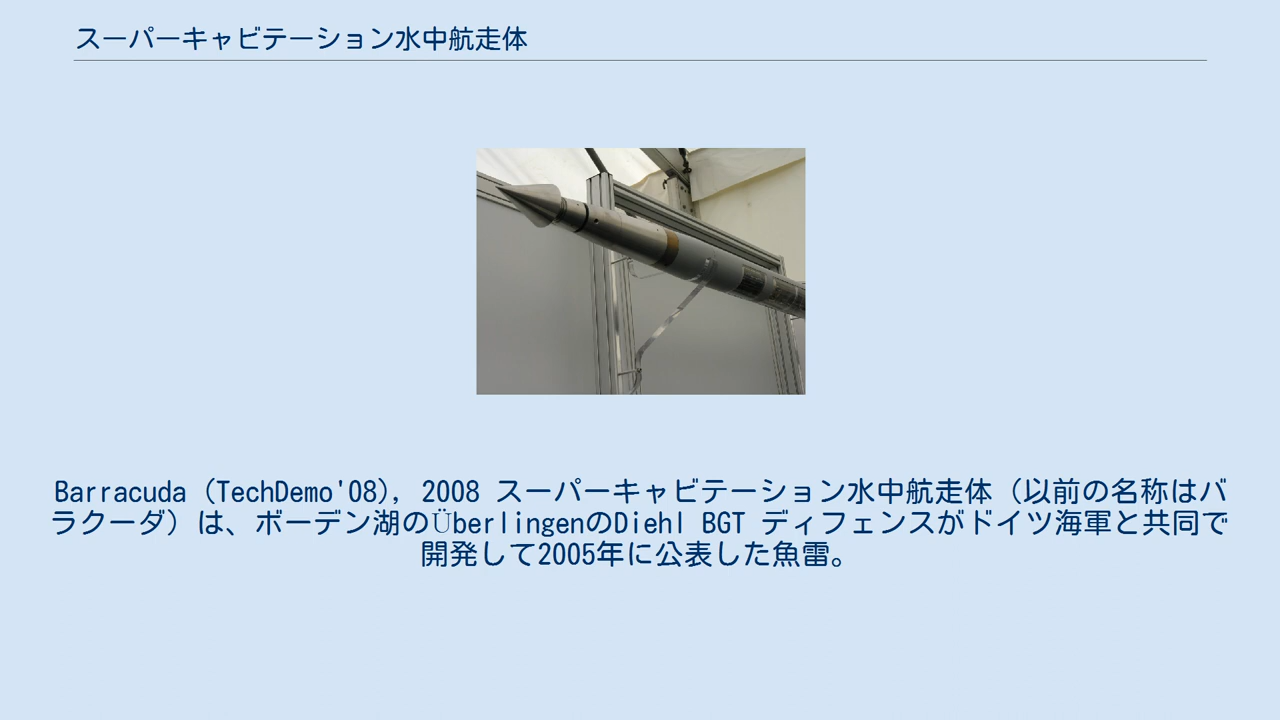 スーパーキャビテーション水中航走体
Barracuda (TechDemo'08), 2008 スーパーキャビテーション水中航走体（以前の名称はバ
ラクーダ）は、ボーデン湖のÜberlingenのDiehl BGT ディフェンスがドイツ海軍と共同で
開発して2005年に公表した魚雷。